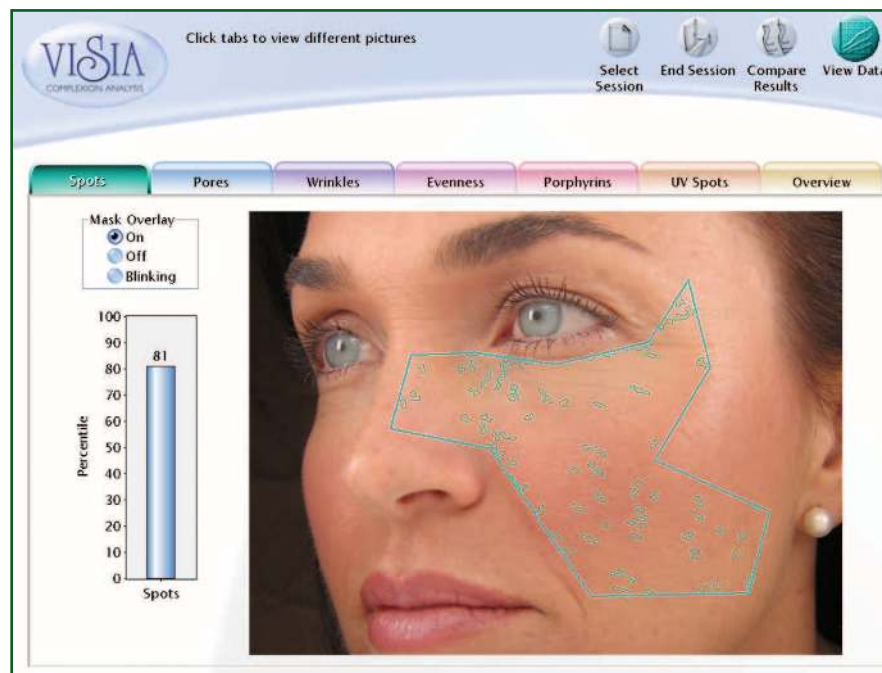 VISIA
COMPLEXION ANALYSIS
Click tabs to view different pictures
Select
Session
End Session
Compare
Results
View Data
Spots
Pores
Wrinkles
Evenness
Porphyrins
UV Spots
Overview
Mask Overlay
On
Off
Blinking
100
90
80
70
60
50
40
30
20
10
0
81
Percentile
Spots